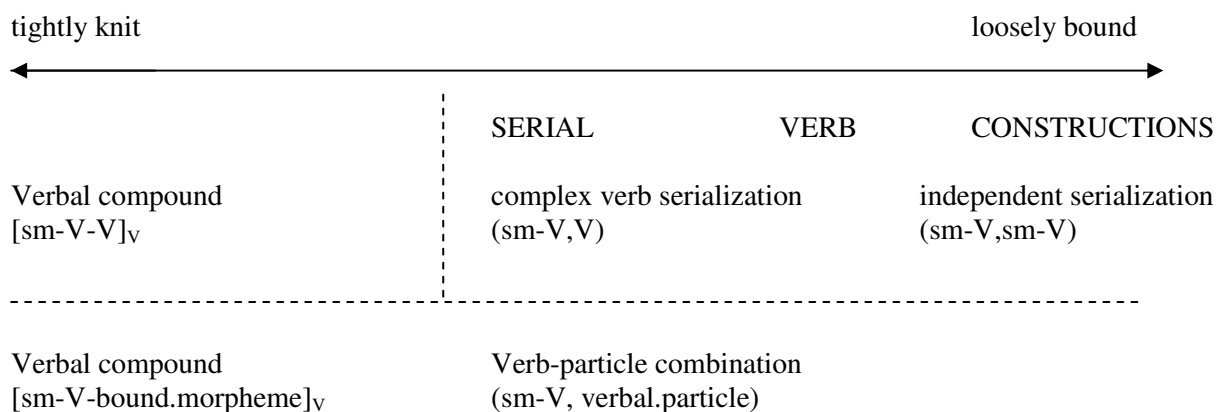 tightly knit loosely bound
SERIAL VERB CONSTRUCTIONS
Verbal compound complex verb serialization independent serialization
[sm-V-V]V (sm-V,V) (sm-V,sm-V)
Verbal compound Verb-particle combination
[sm-V-bound.morpheme]V (sm-V, verbal.particle)